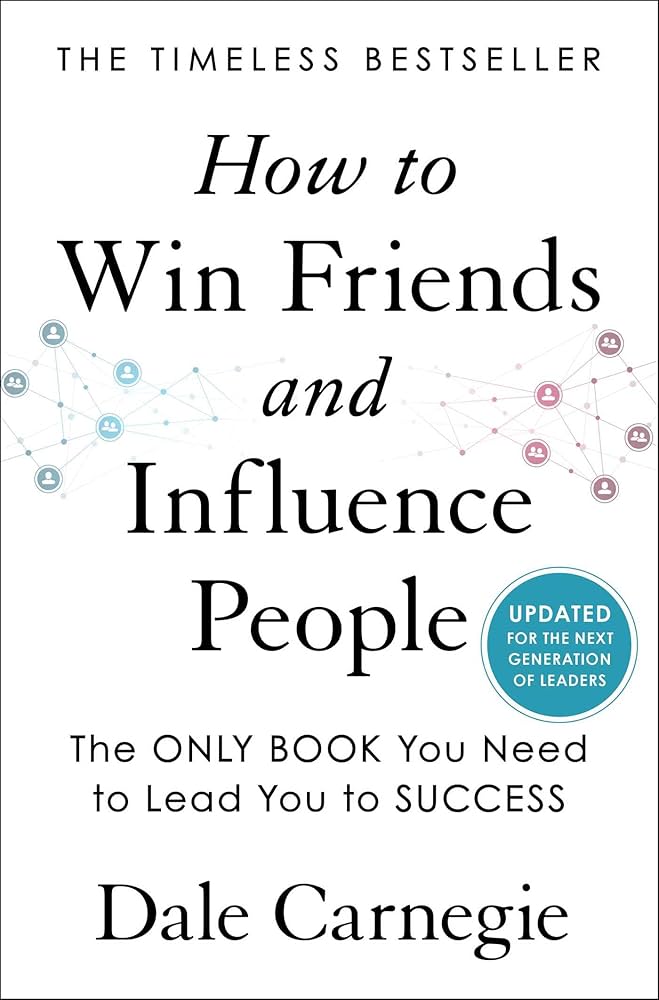 THE TIMELESS BESTSELLER
How to
Win Friends
and
Influence
People
UPDATED
FOR THE NEXT
GENERATION
OF LEADERS
The ONLY BOOK You Need
to Lead You to SUCCESS
Dale Carnegie